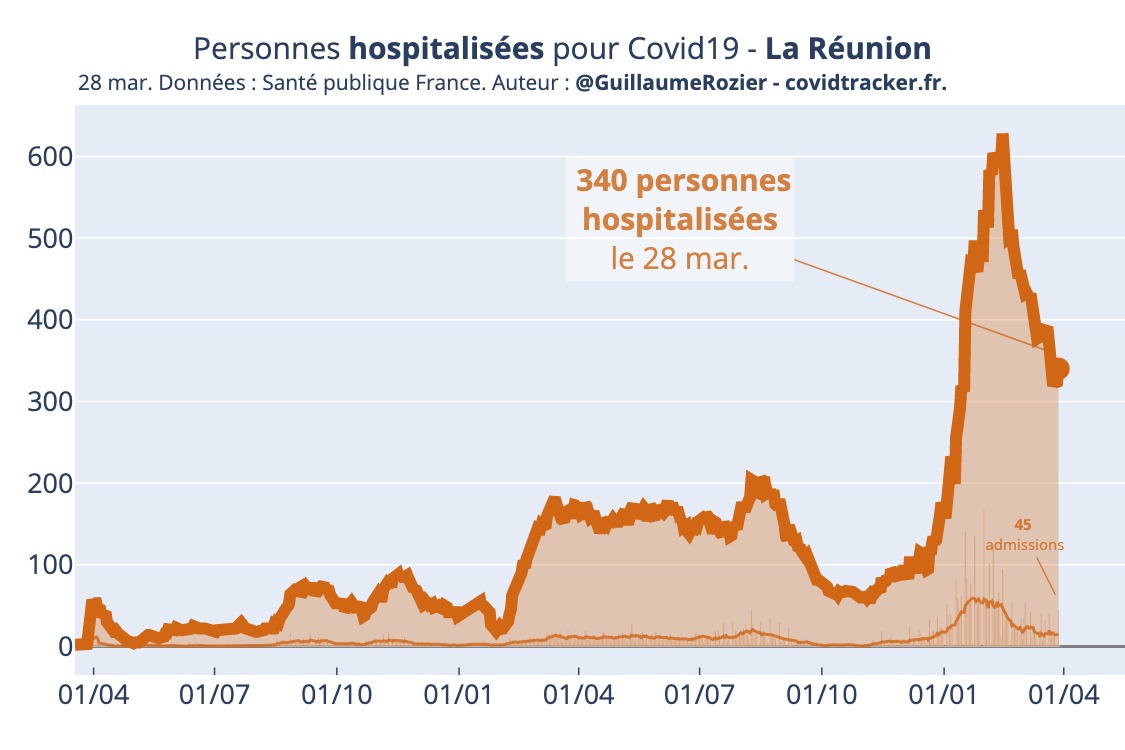 Personnes hospitalisées pour Covid19 - La Réunion
28 mar. Données : Santé publique France. Auteur : @GuillaumeRozier - covidtracker.fr.
600
340 personnes
hospitalisées
le 28 mar.
500
400
300
200
45
admissions
100
0
01/04 01/07 01/10 01/01 01/04 01/07 01/10 01/01 01/04